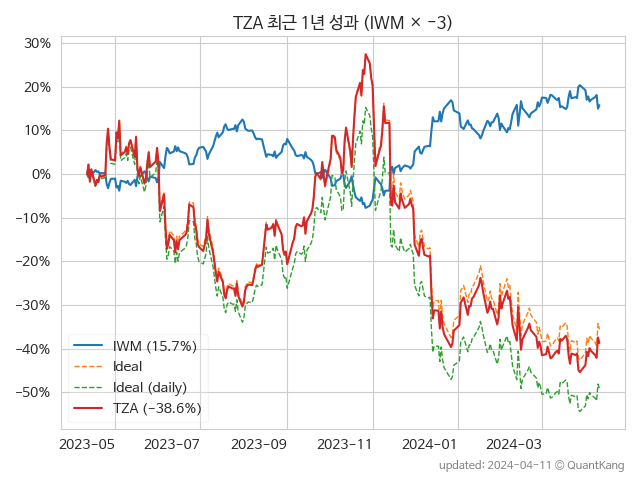 TZA 최근 1년 성과 (IWM × −3)
30%
20%
10%
0%
−10%
−20%
−30%
−40%
−50%
IWM (15.7%)
Ideal
Ideal (daily)
TZA (−38.6%)
2023-05 2023-07 2023-09 2023-11 2024-01 2024-03
updated: 2024-04-11 © QuantKang